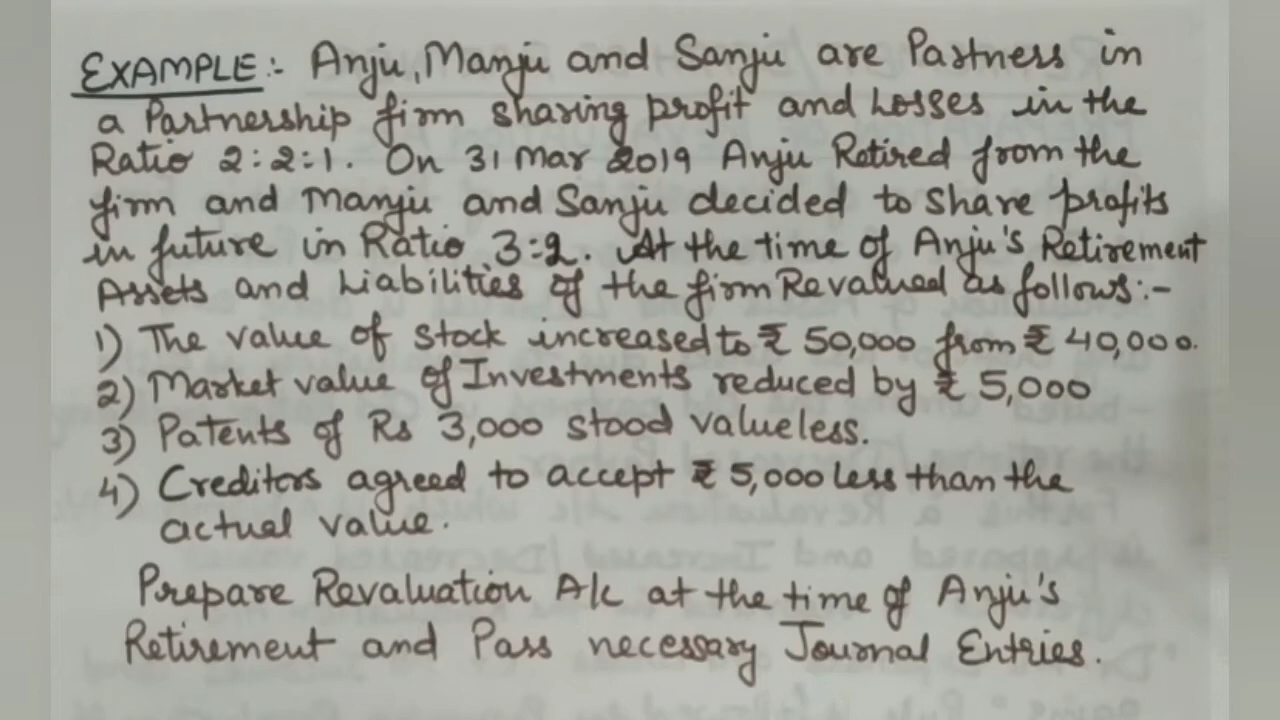 EXAMPLE:- Anju, Manju and Sanju are Partners in
a Partnership firm sharing profit and Losses in the
Ratio 2:2:1. On 31 Mar 2019 Anju Retired from the
firm and Manju and Sanju decided to share profits
in future in Ratio 3:2. At the time of Anju's Retirement
Assets and Liabilities of the firm Revalued as follows:-
1) The value of Stock increased to ₹ 50,000 from ₹ 40,000.
2) Market value of Investments reduced by ₹ 5,000
3) Patents of Rs 3,000 stood valueless.
4) Creditors agreed to accept ₹ 5,000 less than the
actual value.
Prepare Revaluation A/c at the time of Anju's
Retirement and Pass necessary Journal Entries.